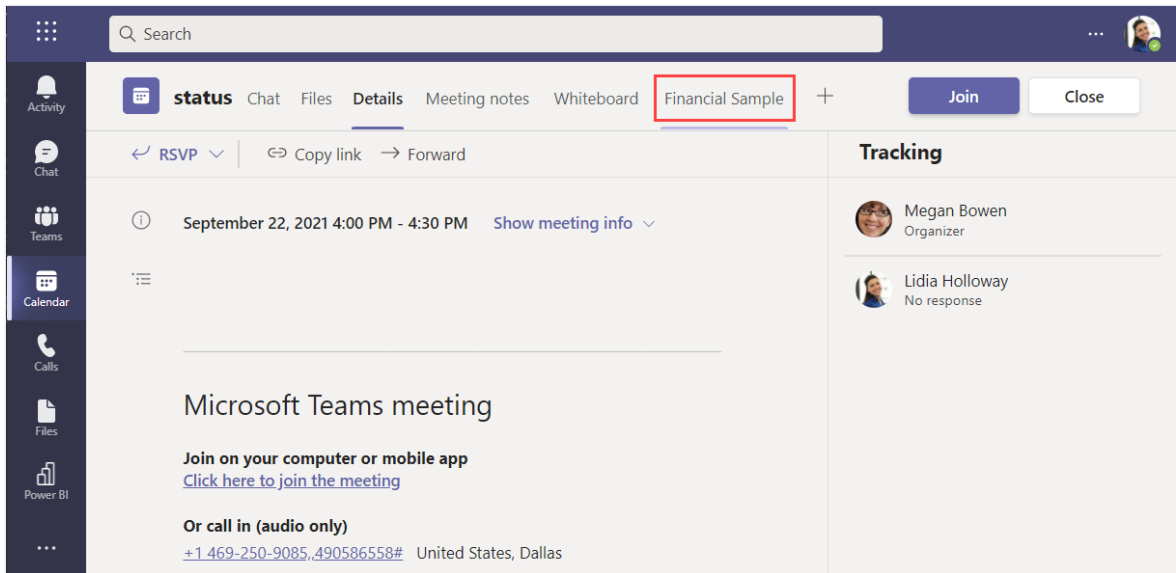 Search
...
Activity
Chat
Teams
Calendar
Calls
Files
Power BI
...
status Chat Files Details Meeting notes Whiteboard Financial Sample + Join Close
RSVP Copy link Forward
September 22, 2021 4:00 PM - 4:30 PM Show meeting info
Microsoft Teams meeting
Join on your computer or mobile app
Click here to join the meeting
Or call in (audio only)
+1 469-250-9085,,490586558# United States, Dallas
Tracking
Megan Bowen
Organizer
Lidia Holloway
No response